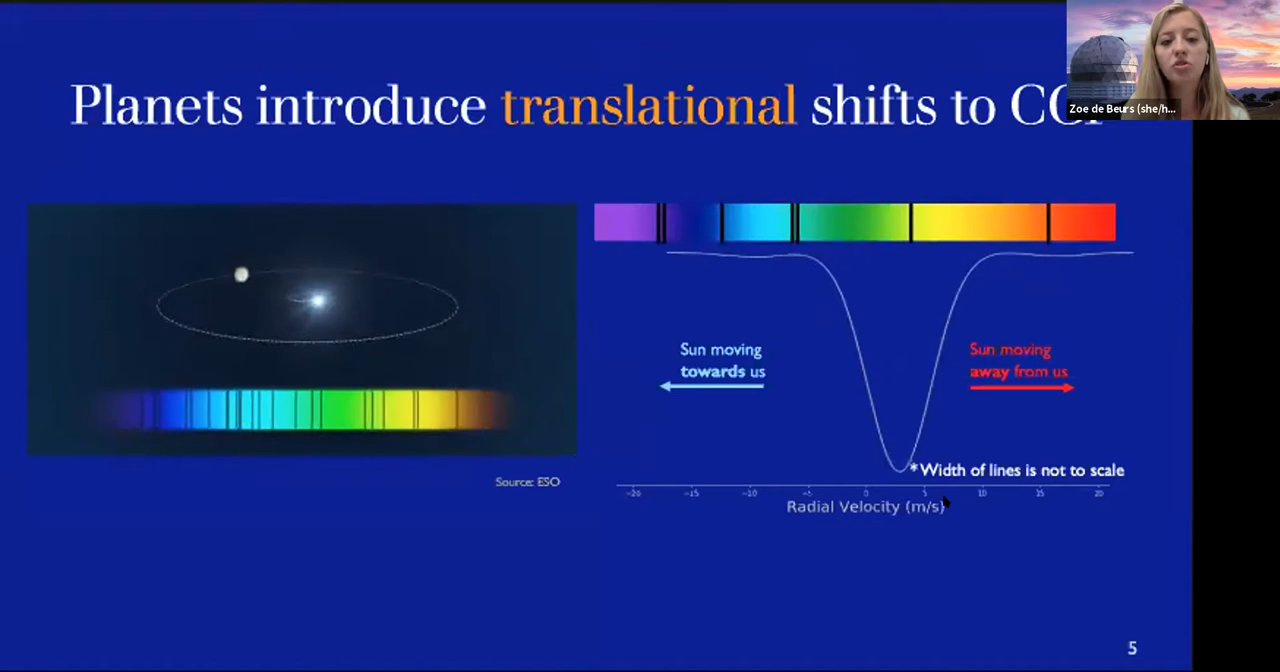 Planets introduce translational shifts to
Zoe de Beurs (she/h...
Sun moving
towards us
Sun moving
away from us
*Width of lines is not to scale
Source: ESO
−20 −15 −10 −5 0 5 10 15 20
Radial Velocity (m/s)
5